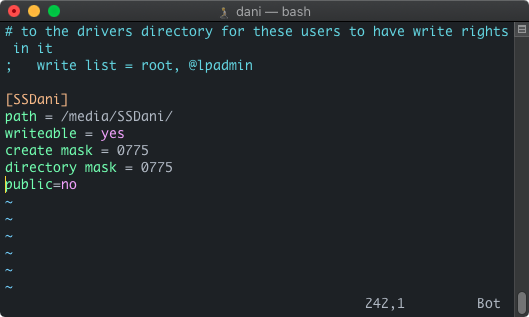 dani — bash
# to the drivers directory for these users to have write rights
 in it
;   write list = root, @lpadmin
[SSDani]
path = /media/SSDani/
writeable = yes
create mask = 0775
directory mask = 0775
public=no
~
~
~
~
~
~
242,1 Bot